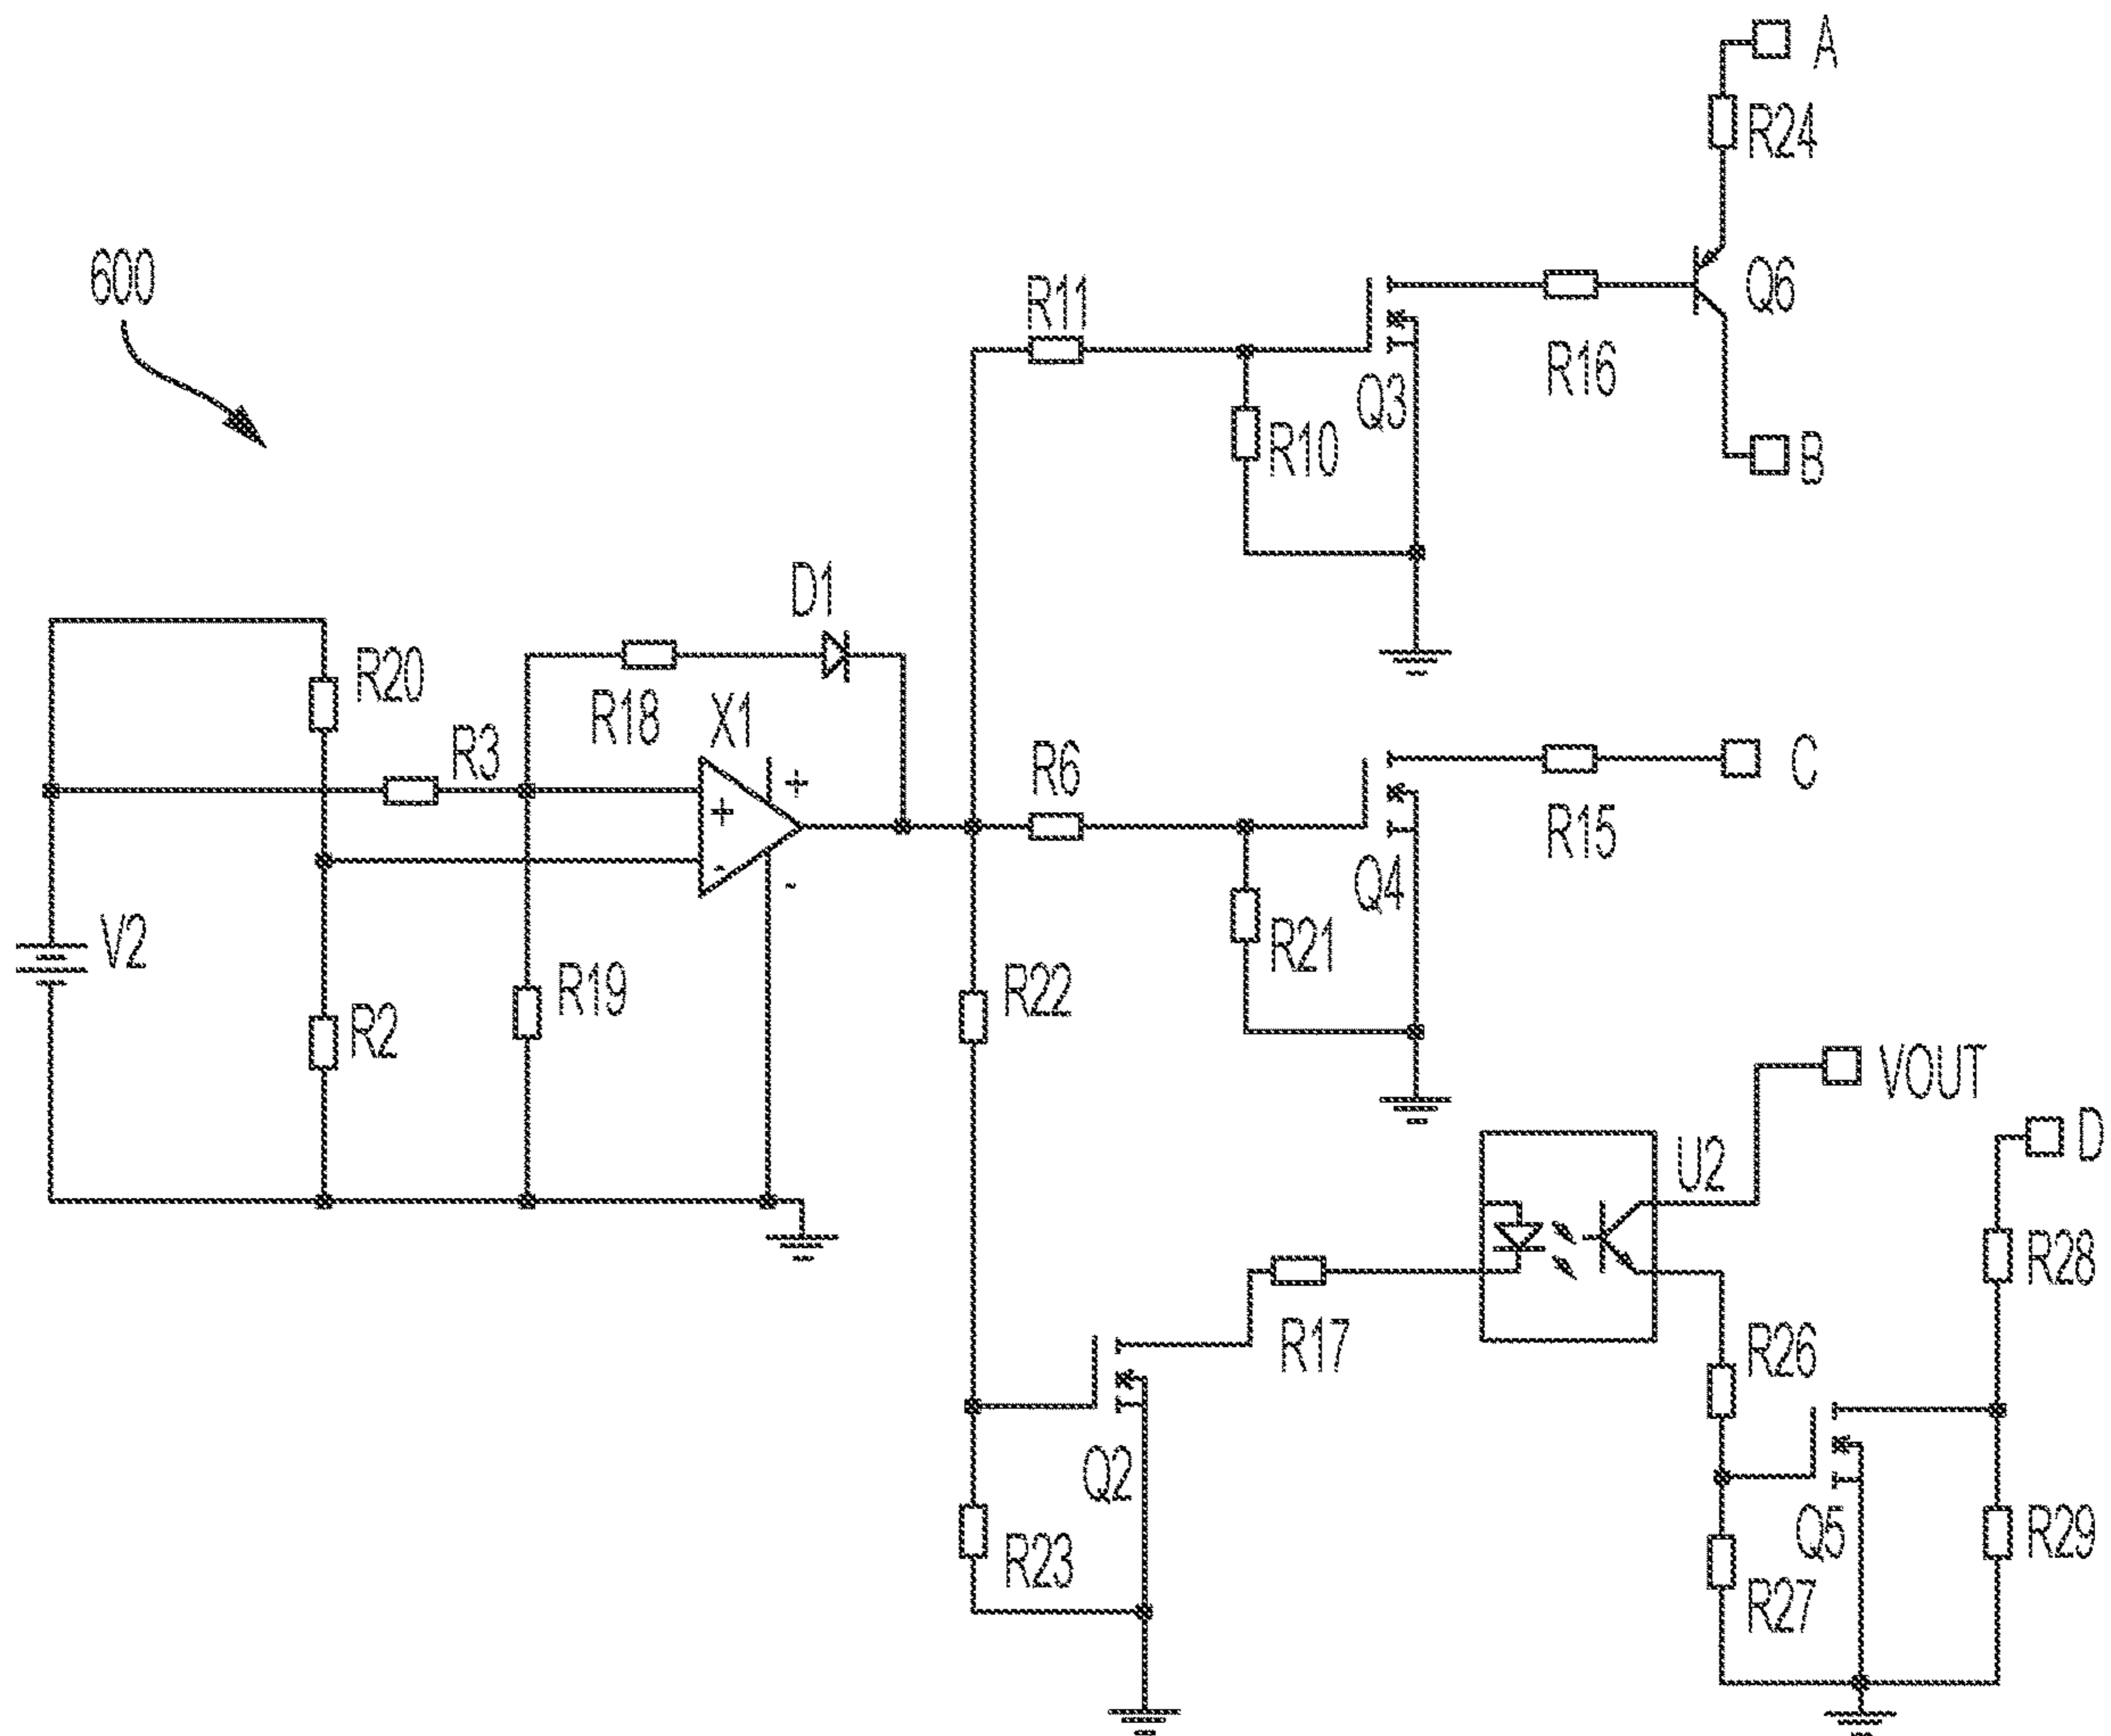 A
R24
600
Q6
R11
R16
Q3
R10
B
D1
R20
R18
X1
R3
+
+
-
-
R6
C
R15
Q4
V2
R21
R19
R22
R2
VOUT
U2
D
R28
R17
R26
Q2
R23
Q5
R29
R27